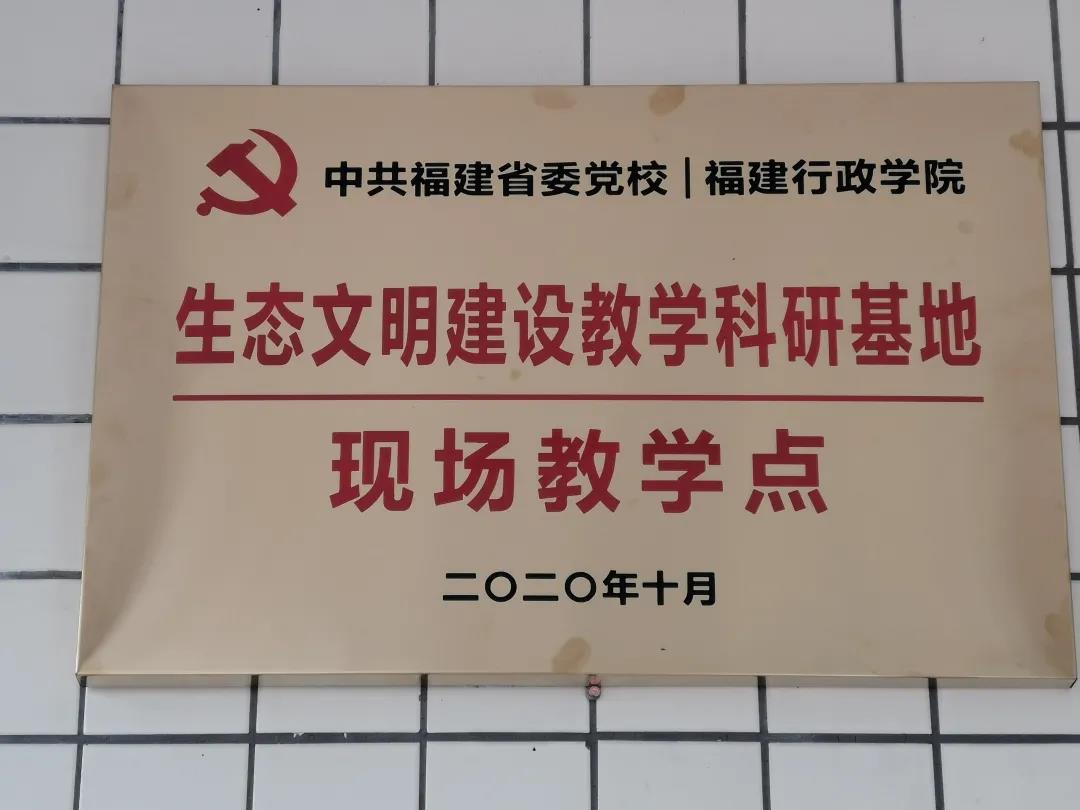 中共福建省委党校|福建行政学院
生态文明建设教学科研基地
现场教学点
二〇二〇年十月